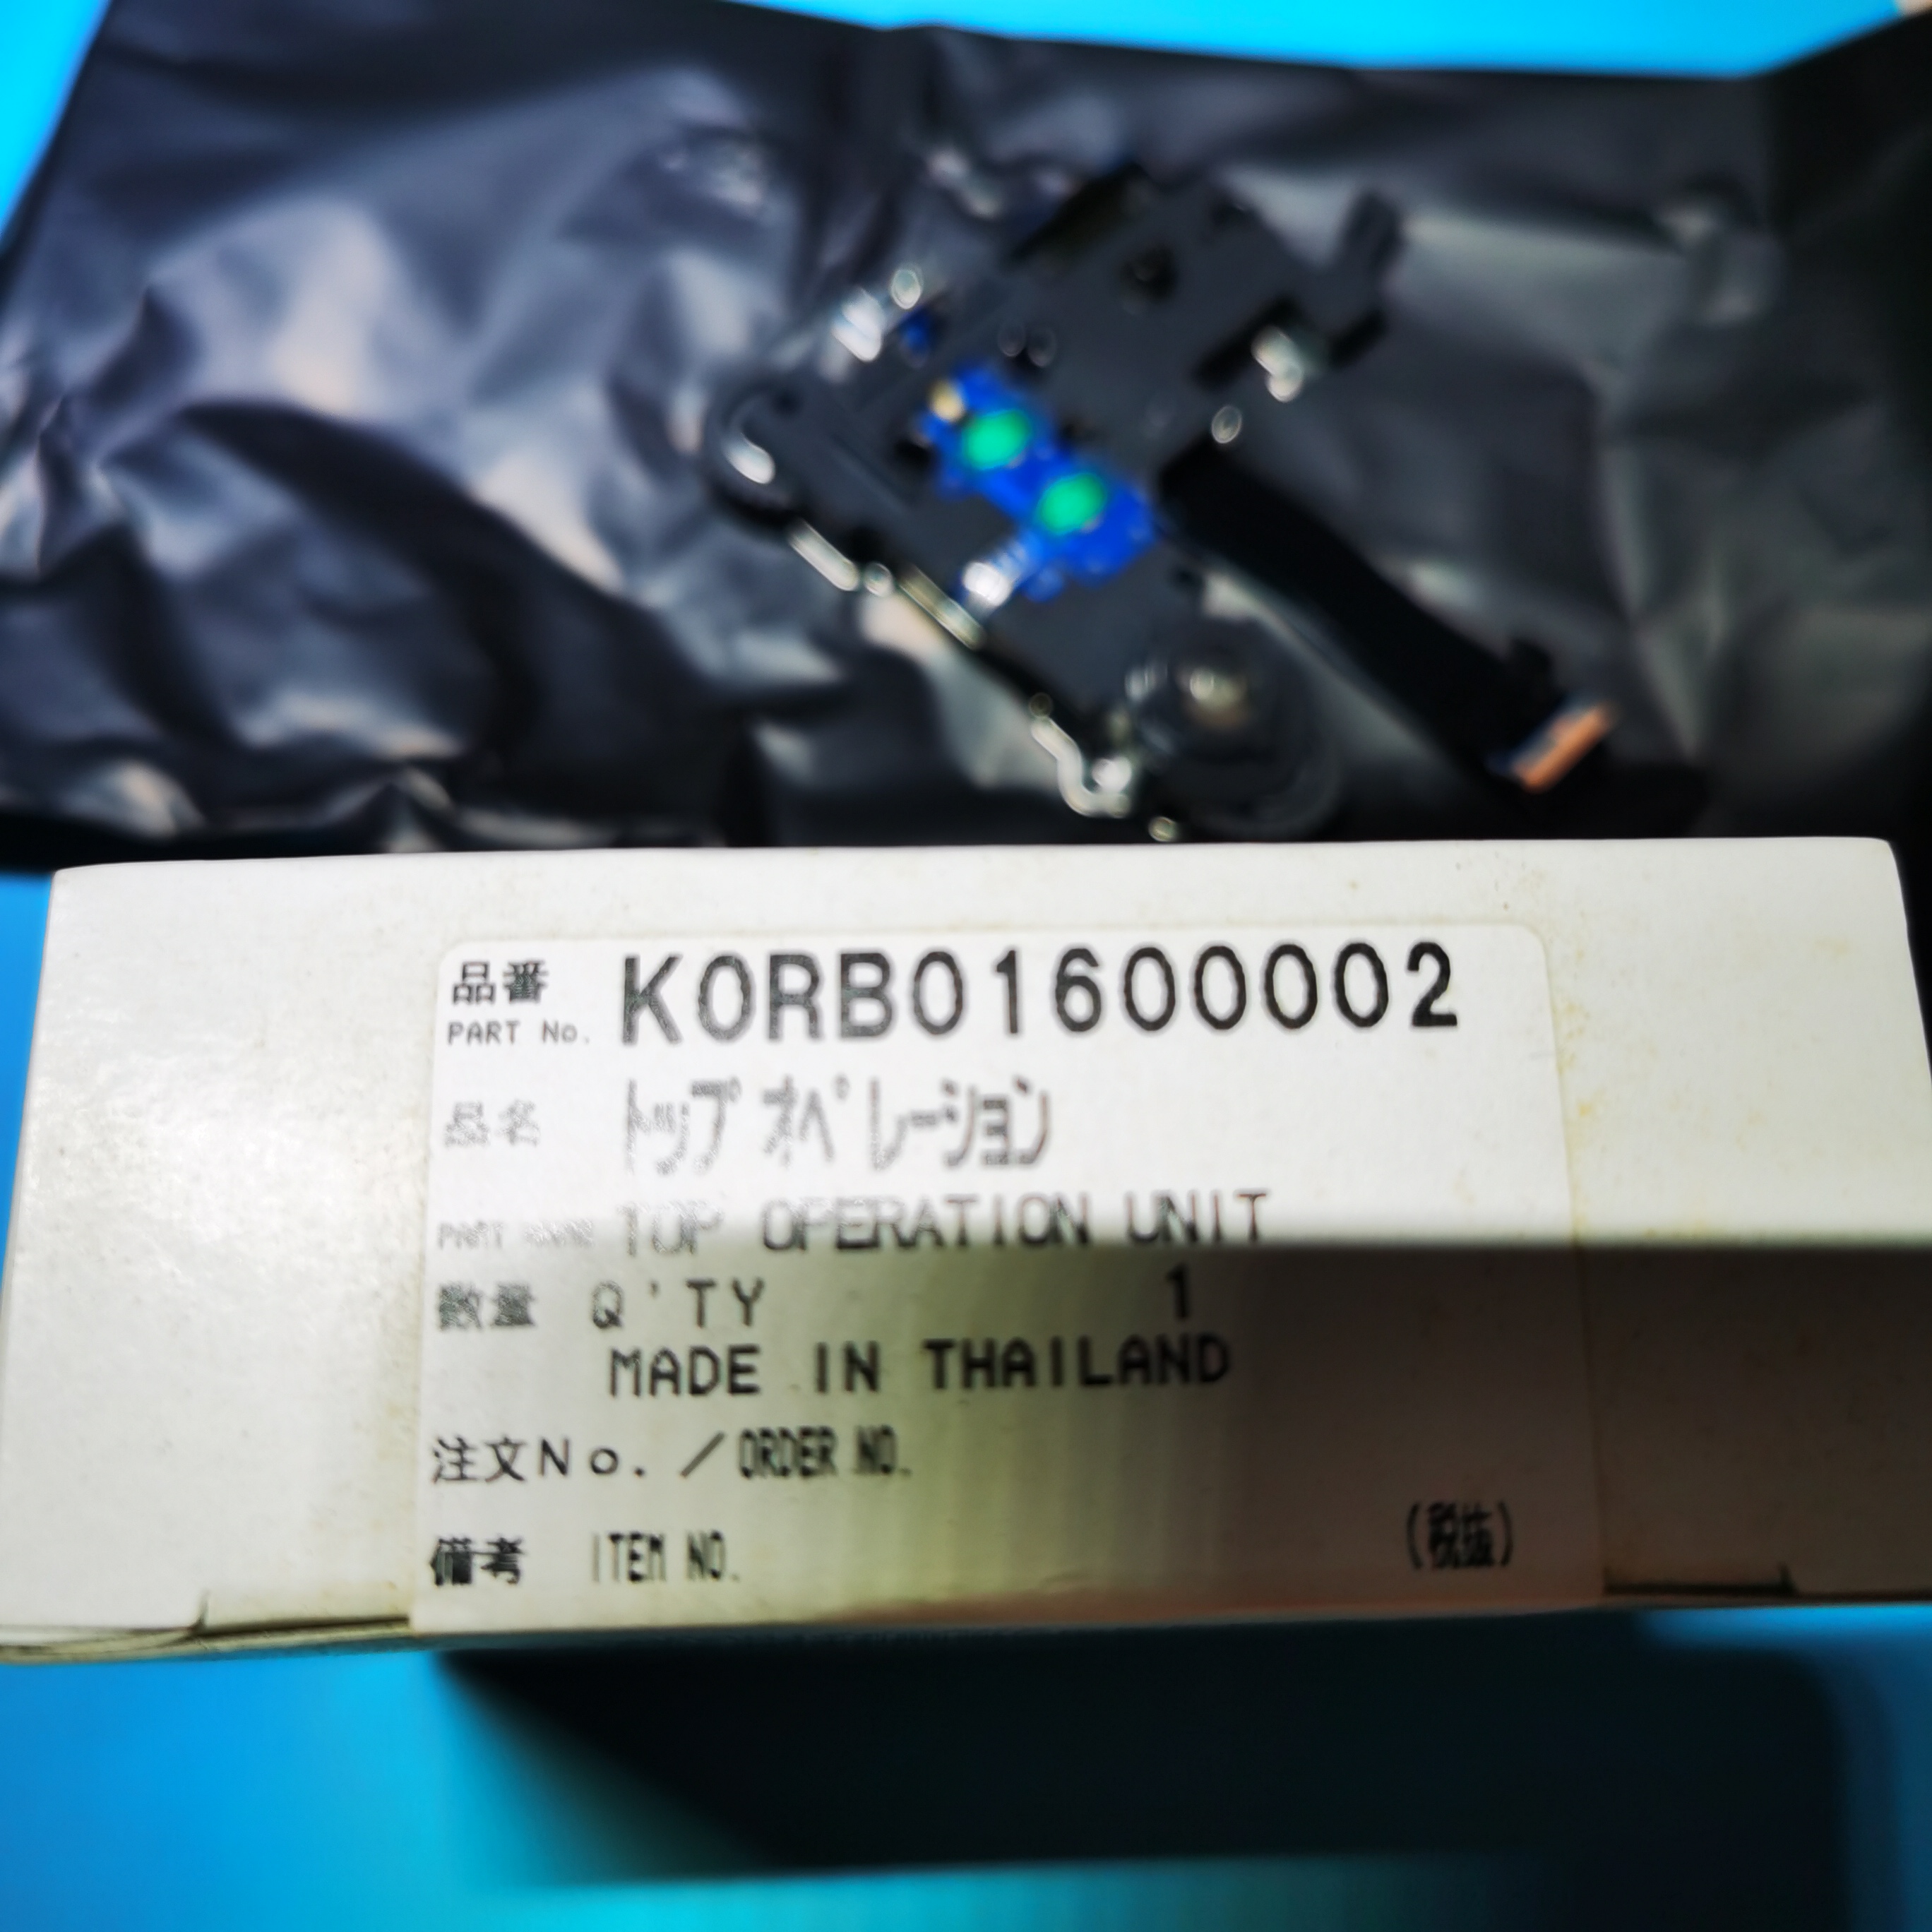 品番 K0RB01600002
PART No.
品名 トップ オペレーション
PART NAME TOP OPERATION UNIT
数量 Q'TY 1
MADE IN THAILAND
注文No.／ORDER NO.
備考 ITEM NO. (税抜)